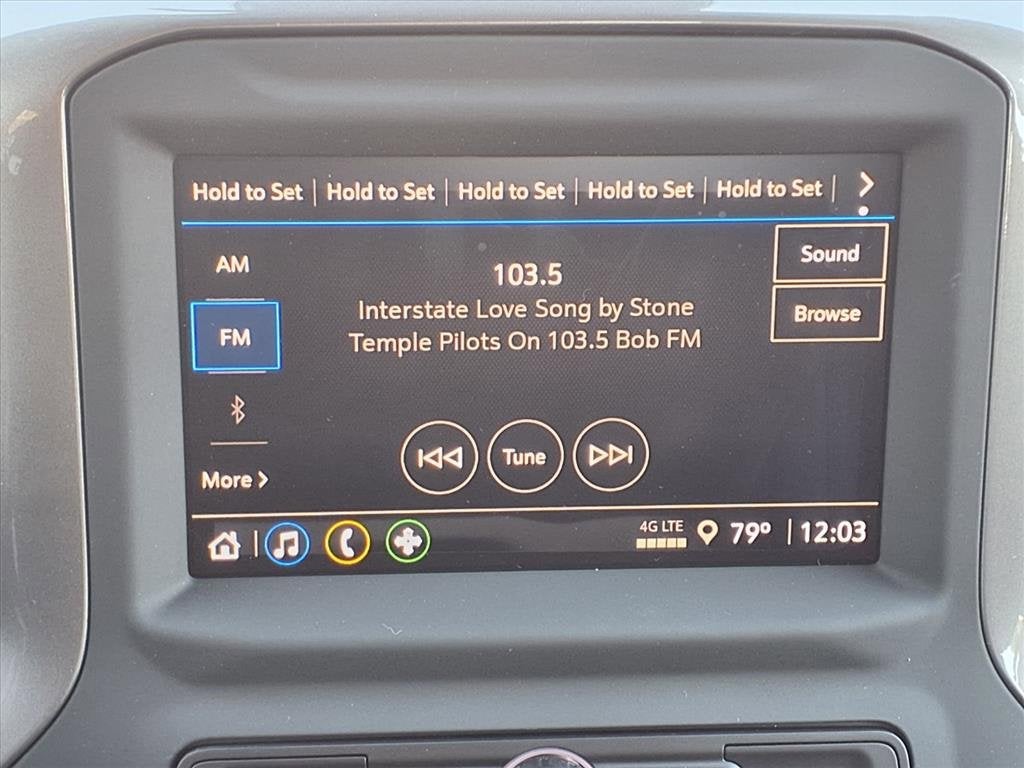 Hold to Set | Hold to Set | Hold to Set | Hold to Set | Hold to Set |
AM
Sound
103.5
Interstate Love Song by Stone
Browse
FM
Temple Pilots On 103.5 Bob FM
Tune
More >
4G LTE
79° | 12:03